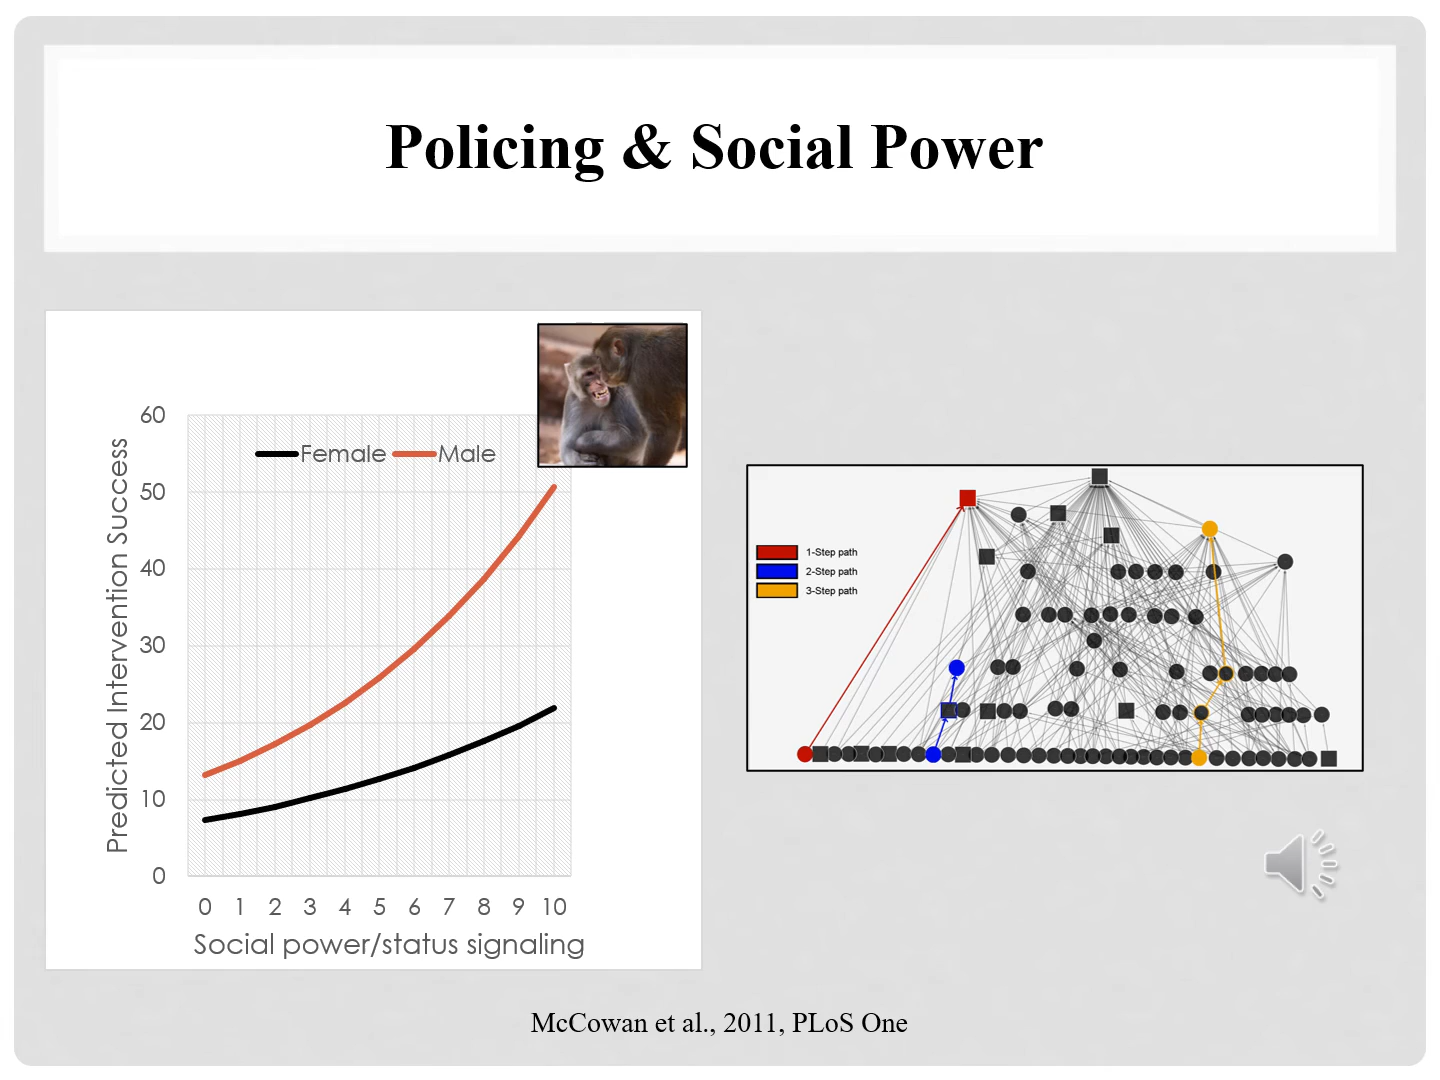 Policing & Social Power
Predicted Intervention Success
60
50
40
30
20
10
0
Female Male
0 1 2 3 4 5 6 7 8 9 10
Social power/status signaling
1-Step path
2-Step path
3-Step path
McCowan et al., 2011, PLoS One